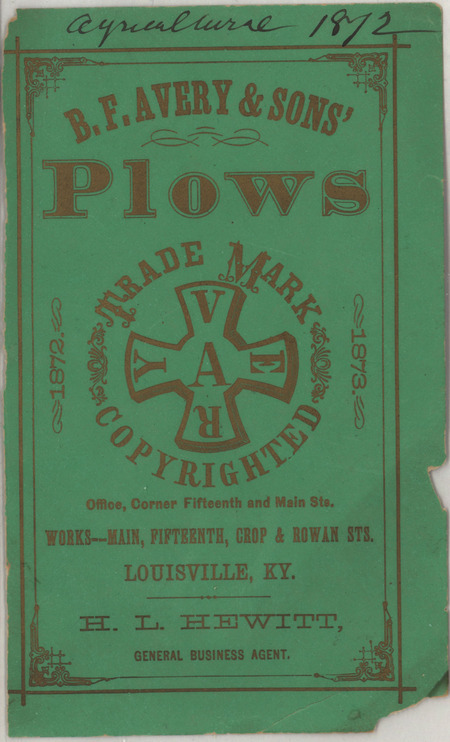 Agriculture 1872
B. F. AVERY & SONS'
Plows
TRADE MARK
1872.
V
Y A E
R
1873.
COPYRIGHTED
Office, Corner Fifteenth and Main Sts.
WORKS—MAIN, FIFTEENTH, CROP & ROWAN STS.
LOUISVILLE, KY.
H. L. HEWITT,
GENERAL BUSINESS AGENT.
a